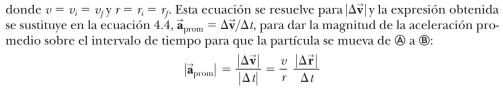 donde v = vᵢ = v_f y r = rᵢ = r_f. Esta ecuación se resuelve para |Δv⃗| y la expresión obtenida
se sustituye en la ecuación 4.4, a⃗_prom = Δv⃗/Δt, para dar la magnitud de la aceleración pro-
medio sobre el intervalo de tiempo para que la partícula se mueva de Ⓐ a Ⓑ:
|a⃗_prom| = |Δv⃗| / |Δt| = v/r |Δr⃗| / Δt